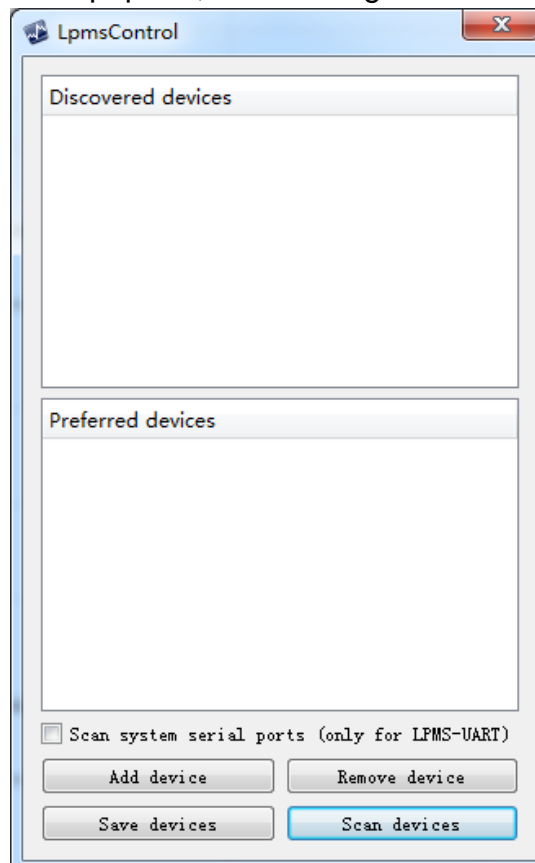 LpmsControl
Discovered devices
Preferred devices
Scan system serial ports (only for LPMS-UART)
Add device
Remove device
Save devices
Scan devices